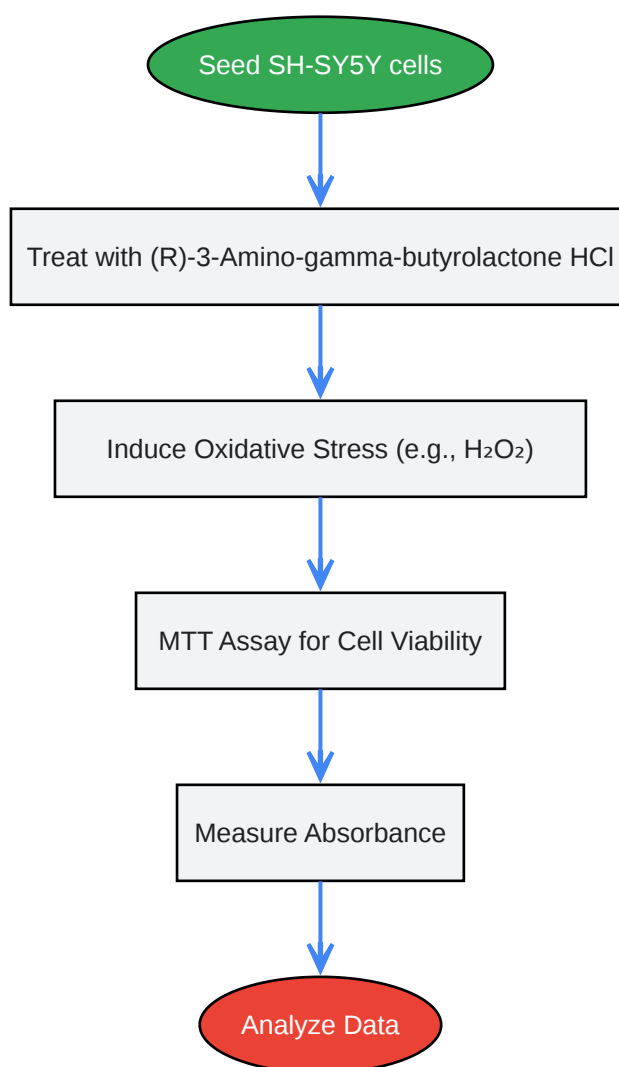 Seed SH-SY5Y cells
Treat with (R)-3-Amino-gamma-butyrolactone HCl
Induce Oxidative Stress (e.g., H₂O₂)
MTT Assay for Cell Viability
Measure Absorbance
Analyze Data